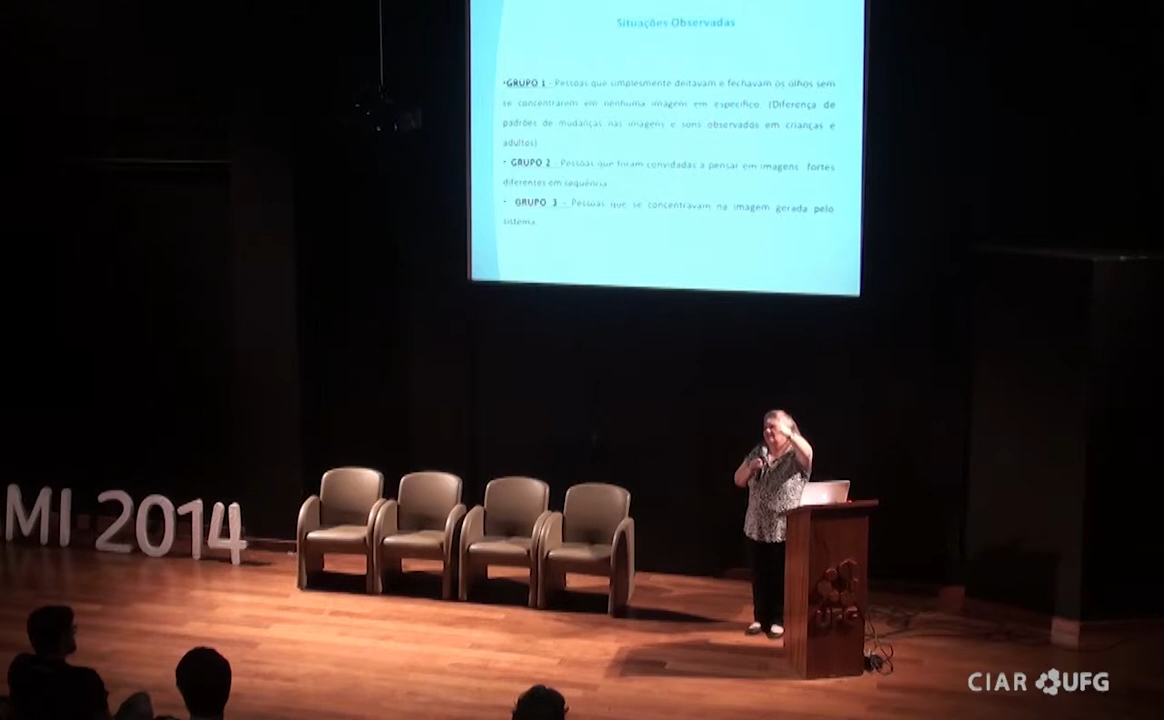 Situações Observadas
•GRUPO 1 - Pessoas que simplesmente deitavam e fechavam os olhos sem
se concentrarem em nenhuma imagem em específico. (Diferença de
padrões de mudanças nas imagens e sons observados em crianças e
adultos)
• GRUPO 2 - Pessoas que foram convidadas a pensar em imagens fortes
diferentes em sequência
• GRUPO 3 - Pessoas que se concentravam na imagem gerada pelo
sistema.
MI 2014
UFG
CIAR UFG